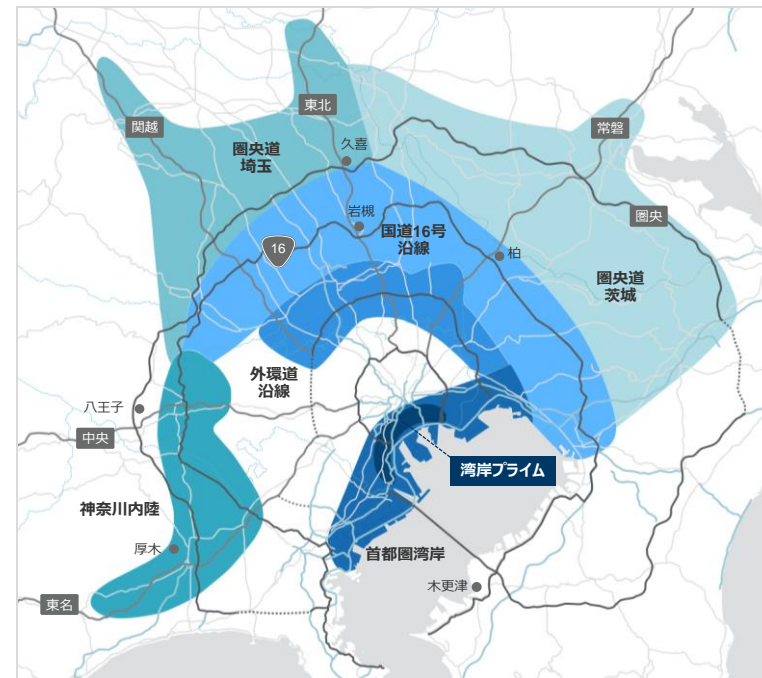 東北
関越
常磐
久喜
圏央道
埼玉
岩槻
圏央
国道16号
沿線
16
柏
圏央道
茨城
外環道
沿線
八王子
中央
湾岸プライム
神奈川内陸
厚木
首都圏湾岸
木更津
東名